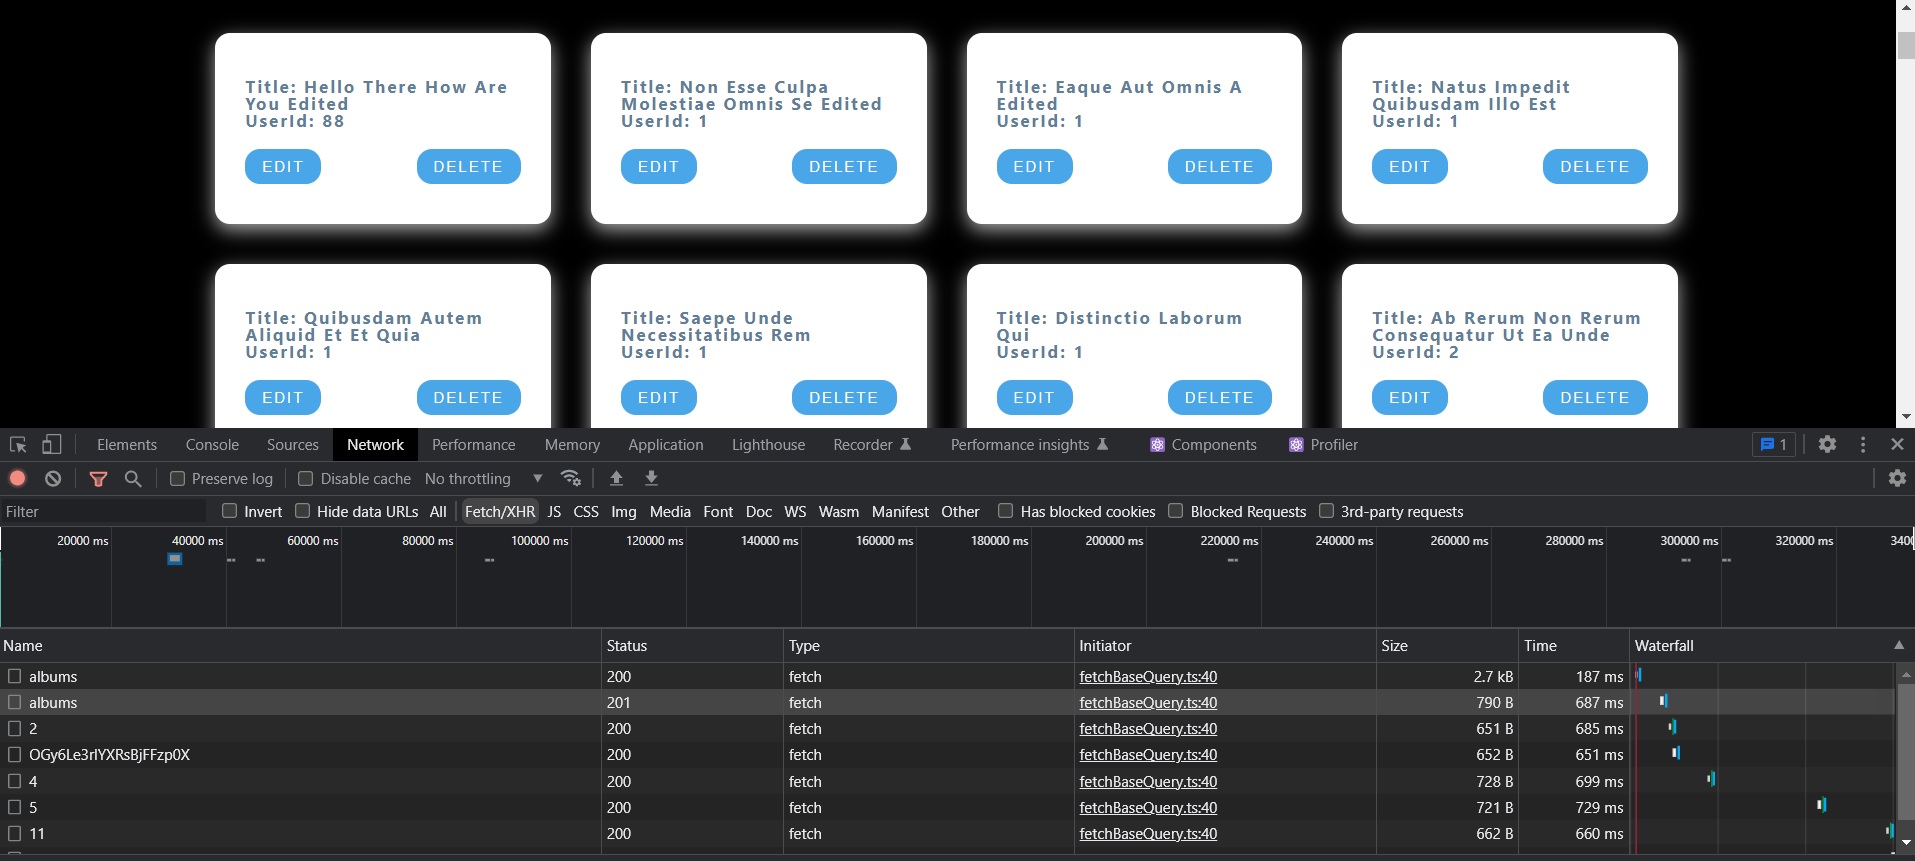 Title: Hello There How Are
You Edited
UserId: 88
EDIT DELETE
Title: Non Esse Culpa
Molestiae Omnis Se Edited
UserId: 1
EDIT DELETE
Title: Eaque Aut Omnis A
Edited
UserId: 1
EDIT DELETE
Title: Natus Impedit
Quibusdam Illo Est
UserId: 1
EDIT DELETE
Title: Quibusdam Autem
Aliquid Et Et Quia
UserId: 1
EDIT DELETE
Title: Saepe Unde
Necessitatibus Rem
UserId: 1
EDIT DELETE
Title: Distinctio Laborum
Qui
UserId: 1
EDIT DELETE
Title: Ab Rerum Non Rerum
Consequatur Ut Ea Unde
UserId: 2
EDIT DELETE
Elements Console Sources Network Performance Memory Application Lighthouse Recorder Performance insights Components Profiler 1
Preserve log Disable cache No throttling
Filter Invert Hide data URLs All Fetch/XHR JS CSS Img Media Font Doc WS Wasm Manifest Other Has blocked cookies Blocked Requests 3rd-party requests
20000 ms 40000 ms 60000 ms 80000 ms 100000 ms 120000 ms 140000 ms 160000 ms 180000 ms 200000 ms 220000 ms 240000 ms 260000 ms 280000 ms 300000 ms 320000 ms 3400
Name Status Type Initiator Size Time Waterfall
albums 200 fetch fetchBaseQuery.ts:40 2.7 kB 187 ms
albums 201 fetch fetchBaseQuery.ts:40 790 B 687 ms
2 200 fetch fetchBaseQuery.ts:40 651 B 685 ms
200 fetch fetchBaseQuery.ts:40 652 B 651 ms
4 200 fetch fetchBaseQuery.ts:40 728 B 699 ms
5 200 fetch fetchBaseQuery.ts:40 721 B 729 ms
11 200 fetch fetchBaseQuery.ts:40 662 B 660 ms